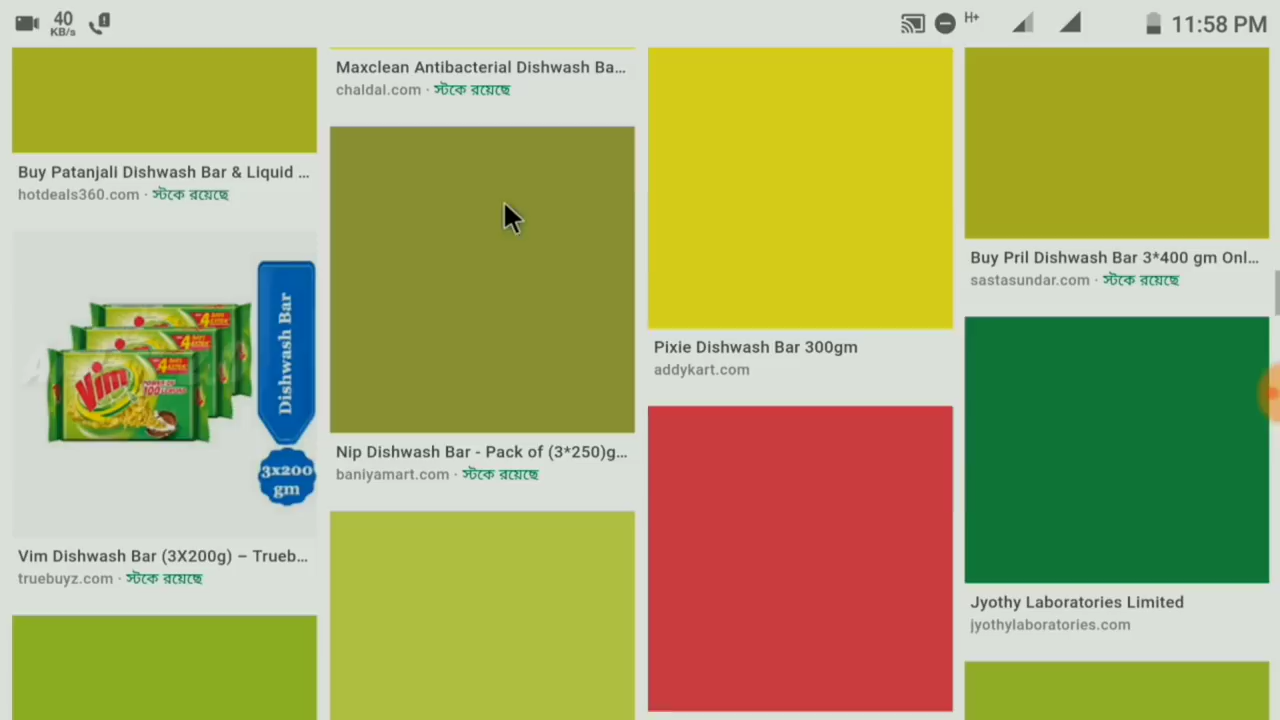 40
KB/s
H+
11:58 PM
Buy Patanjali Dishwash Bar & Liquid ...
hotdeals360.com · স্টকে রয়েছে
Vim
Dishwash Bar
3x200
gm
Vim Dishwash Bar (3X200g) – Trueb...
truebuyz.com · স্টকে রয়েছে
Maxclean Antibacterial Dishwash Ba...
chaldal.com · স্টকে রয়েছে
Nip Dishwash Bar - Pack of (3*250)g...
baniyamart.com · স্টকে রয়েছে
Pixie Dishwash Bar 300gm
addykart.com
Buy Pril Dishwash Bar 3*400 gm Onl...
sastasundar.com · স্টকে রয়েছে
Jyothy Laboratories Limited
jyothylaboratories.com